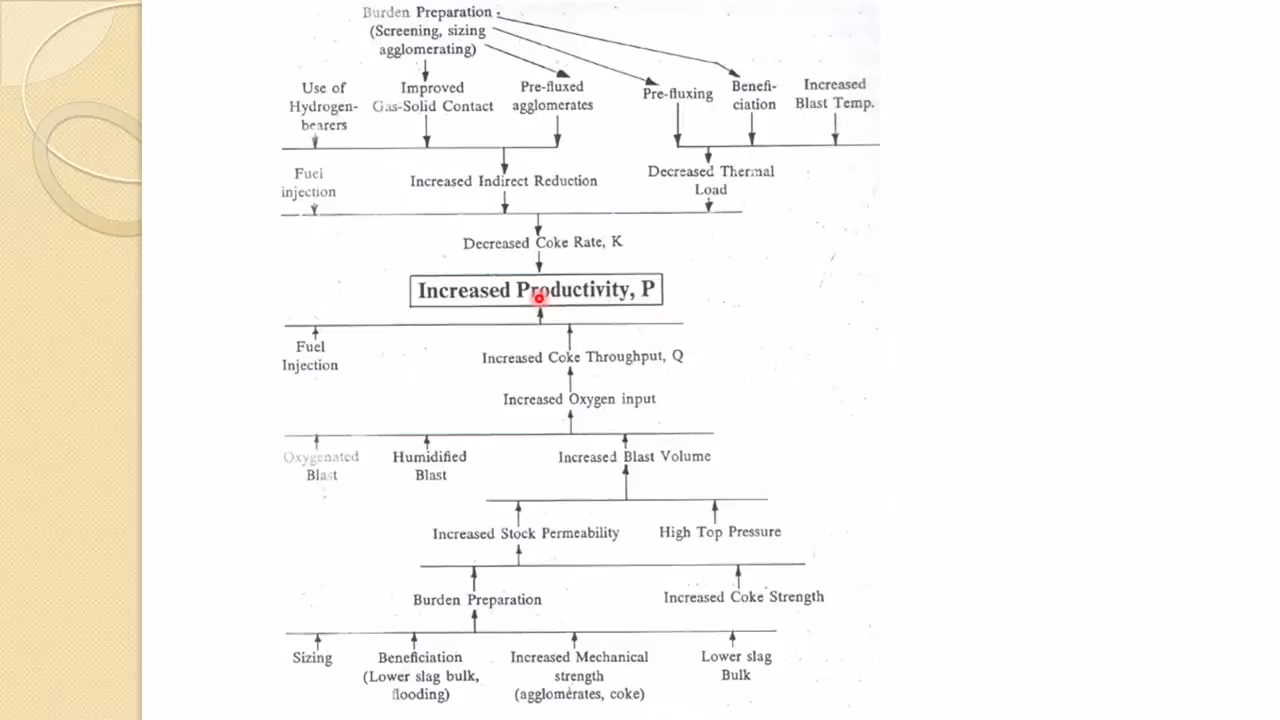 Burden Preparation
(Screening, sizing
agglomerating)
Use of
Hydrogen-
bearers
Improved
Gas-Solid Contact
Pre-fluxed
agglomerates
Pre-fluxing
Benefi-
ciation
Increased
Blast Temp.
Fuel
injection
Increased Indirect Reduction
Decreased Thermal
Load
Decreased Coke Rate, K
Increased Productivity, P
Fuel
Injection
Increased Coke Throughput, Q
Increased Oxygen input
Oxygenated
Blast
Humidified
Blast
Increased Blast Volume
Increased Stock Permeability
High Top Pressure
Burden Preparation
Increased Coke Strength
Sizing
Beneficiation
(Lower slag bulk,
flooding)
Increased Mechanical
strength
(agglomerates, coke)
Lower slag
Bulk